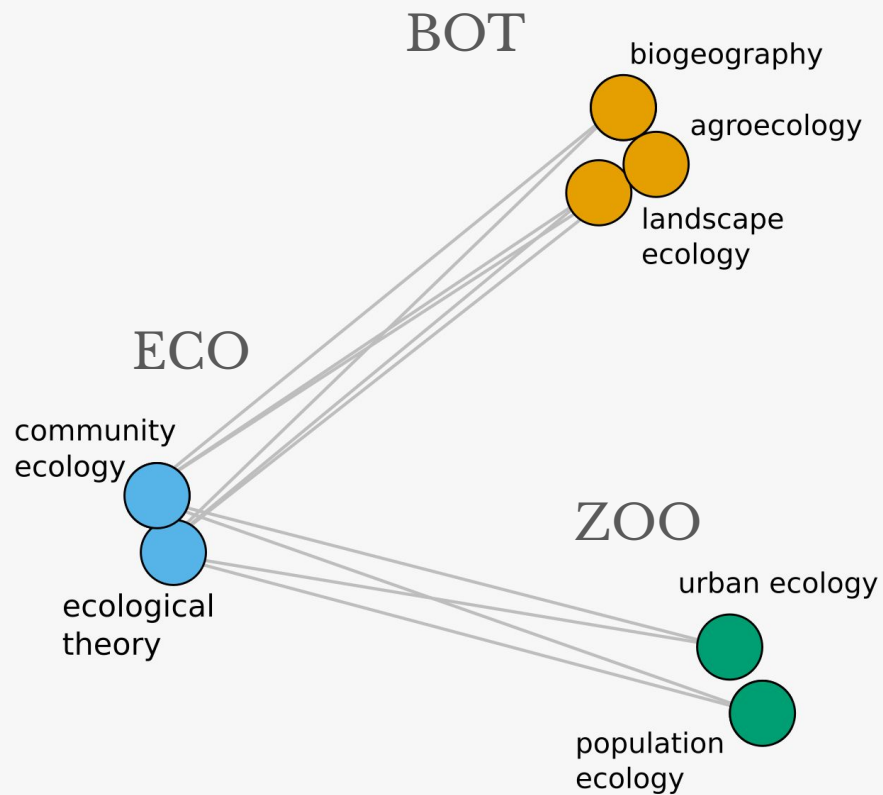 BOT
biogeography
agroecology
landscape
ecology
ECO
community
ecology
ecological
theory
ZOO
urban ecology
population
ecology